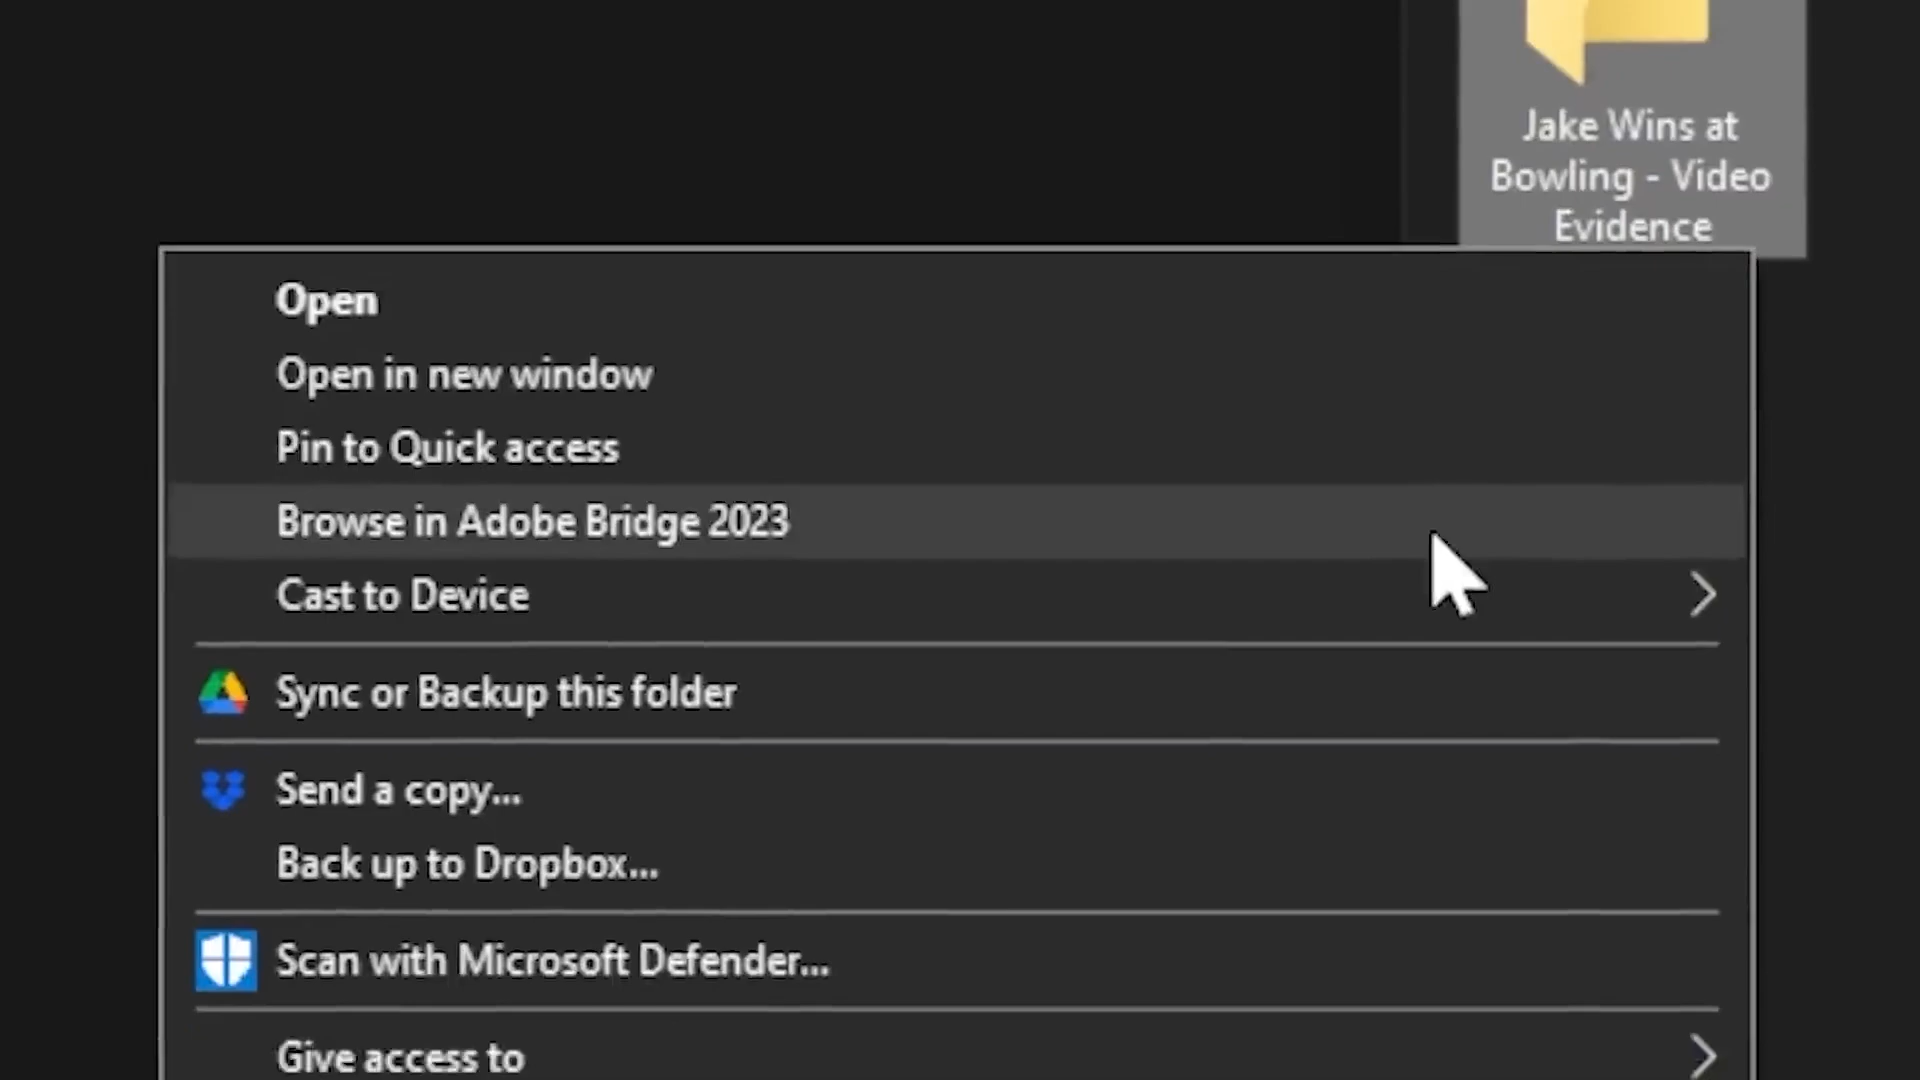 Jake Wins at
Bowling - Video
Evidence
Open
Open in new window
Pin to Quick access
Browse in Adobe Bridge 2023
Cast to Device
Sync or Backup this folder
Send a copy...
Back up to Dropbox...
Scan with Microsoft Defender...
Give access to